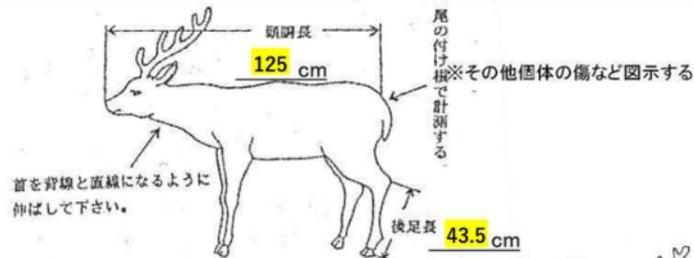 頭胴長
125 cm
尾の付け根で計測する
※その他個体の傷など図示する
首を背線と直線になるように
伸ばして下さい。
後足長 43.5 cm